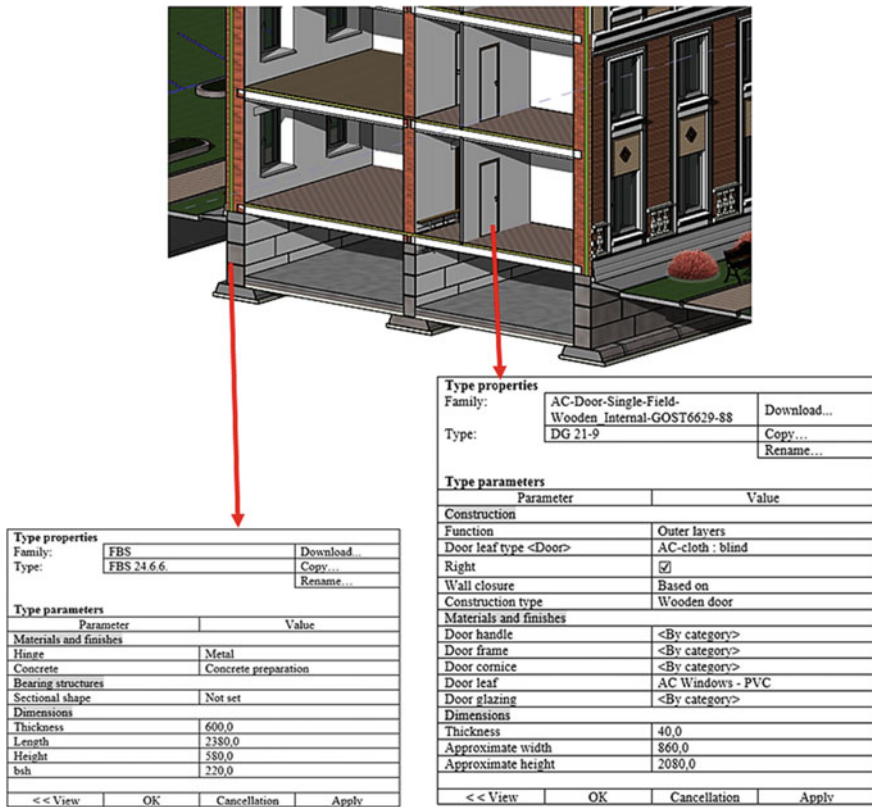 Type properties
Family: FBS Download...
Type: FBS 24.6.6. Copy...
Rename...
Type parameters
Parameter Value
Materials and finishes
Hinge Metal
Concrete Concrete preparation
Bearing structures
Sectional shape Not set
Dimensions
Thickness 600,0
Length 2380,0
Height 580,0
bsh 220,0
<< View OK Cancellation Apply
Type properties
Family: AC-Door-Single-Field-
Wooden_Internal-GOST6629-88 Download...
Type: DG 21-9 Copy...
Rename...
Type parameters
Parameter Value
Construction
Function Outer layers
Door leaf type <Door> AC-cloth : blind
Right ☑
Wall closure Based on
Construction type Wooden door
Materials and finishes
Door handle <By category>
Door frame <By category>
Door cornice <By category>
Door leaf AC Windows - PVC
Door glazing <By category>
Dimensions
Thickness 40,0
Approximate width 860,0
Approximate height 2080,0
<< View OK Cancellation Apply